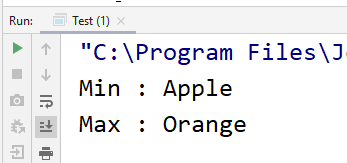 Run: Test (1)
"C:\Program Files\J
Min : Apple
Max : Orange